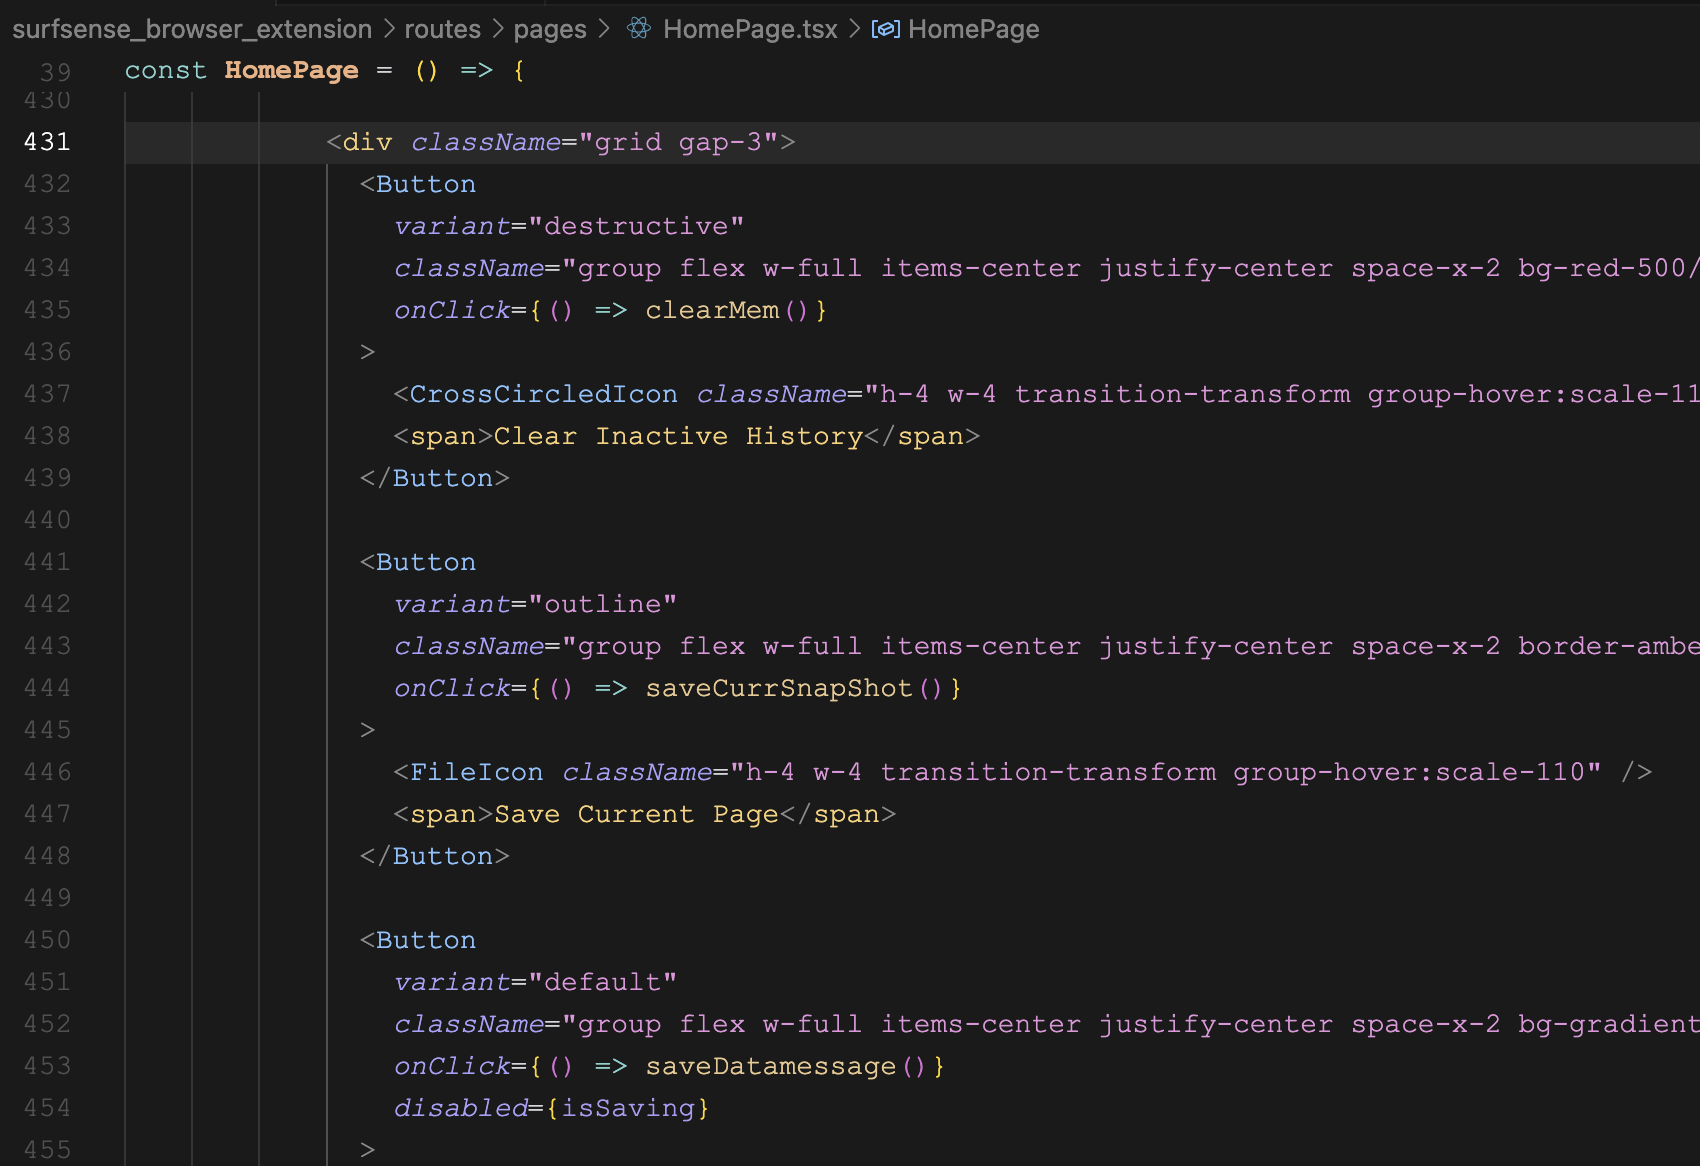 surfsense_browser_extension > routes > pages > HomePage.tsx > HomePage
39 const HomePage = () => {
430
431 <div className="grid gap-3">
432 <Button
433 variant="destructive"
434 className="group flex w-full items-center justify-center space-x-2 bg-red-500/
435 onClick={() => clearMem()}
436 >
437 <CrossCircledIcon className="h-4 w-4 transition-transform group-hover:scale-11
438 <span>Clear Inactive History</span>
439 </Button>
440
441 <Button
442 variant="outline"
443 className="group flex w-full items-center justify-center space-x-2 border-ambe
444 onClick={() => saveCurrSnapShot()}
445 >
446 <FileIcon className="h-4 w-4 transition-transform group-hover:scale-110" />
447 <span>Save Current Page</span>
448 </Button>
449
450 <Button
451 variant="default"
452 className="group flex w-full items-center justify-center space-x-2 bg-gradient
453 onClick={() => saveDatamessage()}
454 disabled={isSaving}
455 >